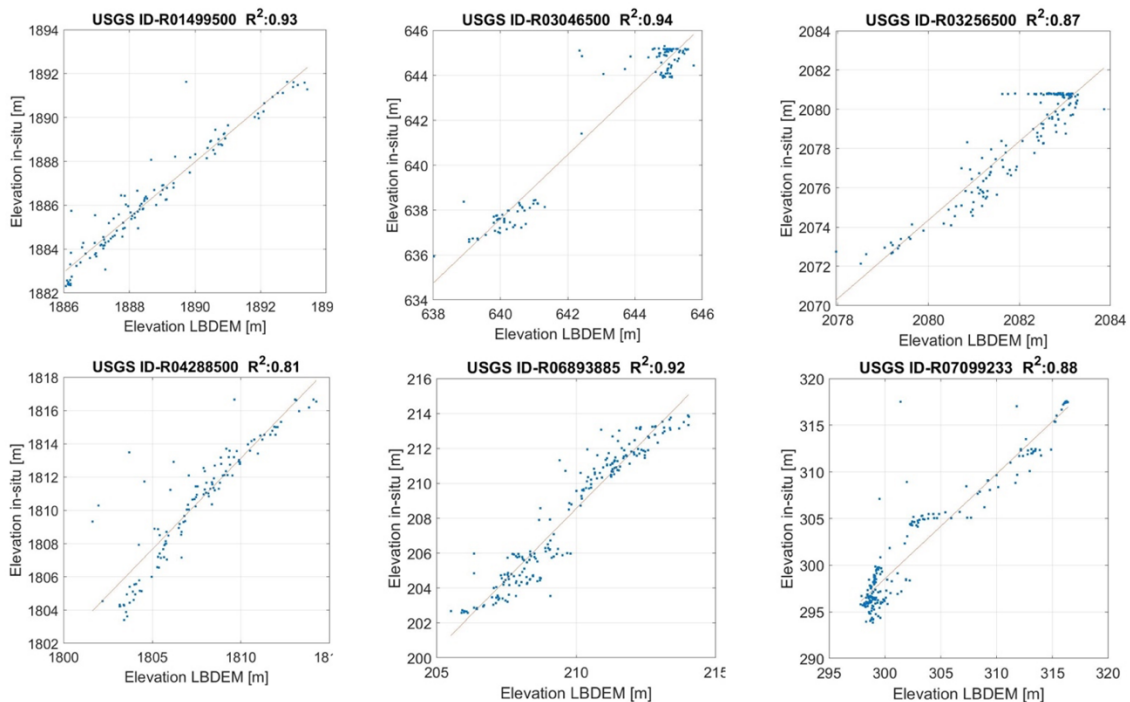 USGS ID-R01499500 R²:0.93
1894
1892
1890
1888
1886
1884
1882
Elevation in-situ [m]
1886 1888 1890 1892 189
Elevation LBDEM [m]
USGS ID-R03046500 R²:0.94
646
645
642
640
638
636
634
Elevation in-situ [m]
638 640 642 644 646
Elevation LBDEM [m]
USGS ID-R03256500 R²:0.87
2084
2082
2080
2078
2076
2074
2072
2070
Elevation in-situ [m]
2078 2080 2082 2084
Elevation LBDEM [m]
USGS ID-R04288500 R²:0.81
1818
1816
1814
1812
1810
1808
1806
1804
1802
Elevation in-situ [m]
1800 1805 1810 181
Elevation LBDEM [m]
USGS ID-R06893885 R²:0.92
216
214
212
210
208
206
204
202
200
Elevation in-situ [m]
205 210 215
Elevation LBDEM [m]
USGS ID-R07099233 R²:0.88
320
315
310
305
300
295
290
Elevation in-situ [m]
295 300 305 310 315 320
Elevation LBDEM [m]